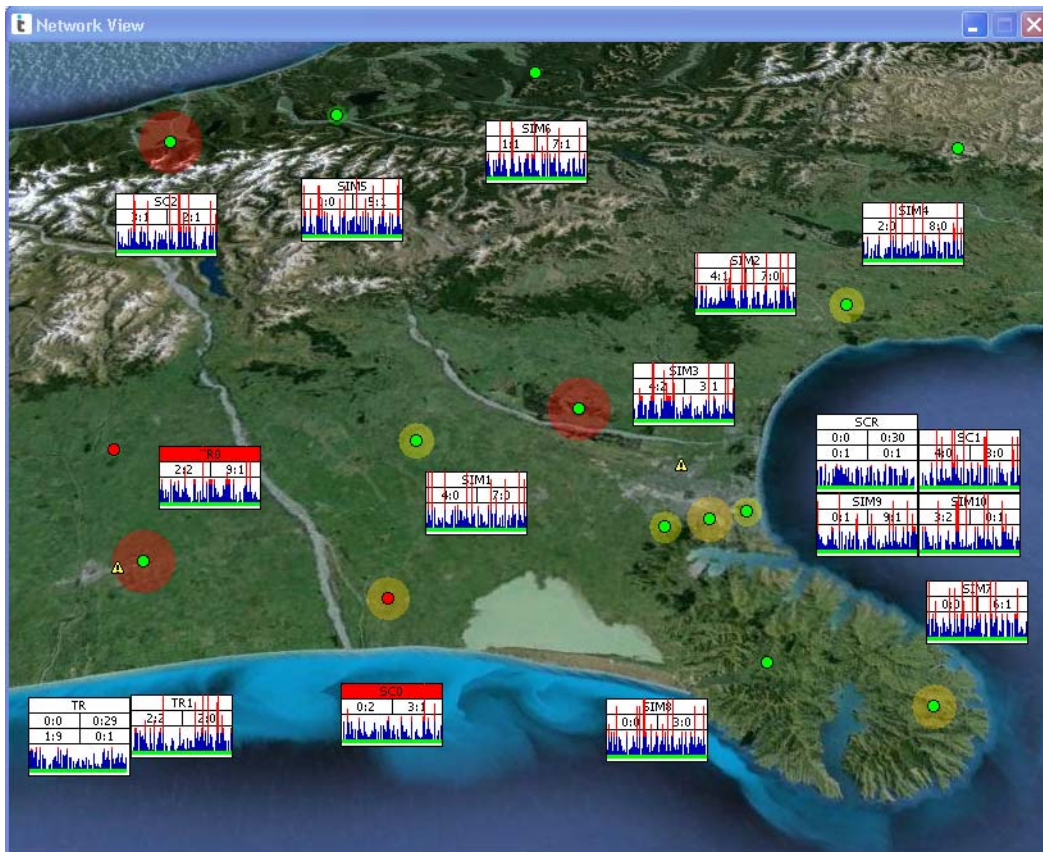 Network View
SIM6
1:1 7:1
SC2
3:1 2:1
SIM5
:0 5:1
SIM4
2:0 8:0
SIM2
4:1 7:0
SIM3
4:2 3:1
SCR
0:0 0:30
0:1 0:1
SC1
4:0 3:0
TR0
2:2 9:1
SIM1
4:0 7:0
SIM9
0:1 9:1
SIM10
3:2 0:1
SIM7
0:0 6:1
TR
0:0 0:29
1:9 0:1
TR1
2:2 2:0
SC0
0:2 3:1
SIM8
0:0 3:0